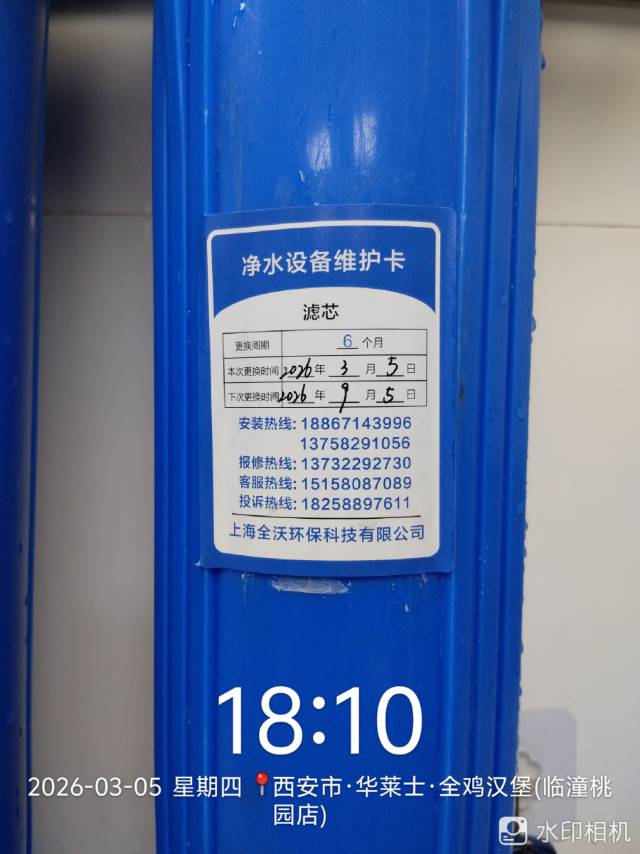 净水设备维护卡
滤芯
更换周期 6 个月
本次更换时间 2026 年 3 月 5 日
下次更换时间 2026 年 9 月 5 日
安装热线: 18867143996
13758291056
报修热线: 13732292730
客服热线: 15158087089
投诉热线: 18258897611
上海全沃环保科技有限公司
18:10
2026-03-05 星期四 西安市·华莱士·全鸡汉堡(临潼桃
园店)
水印相机